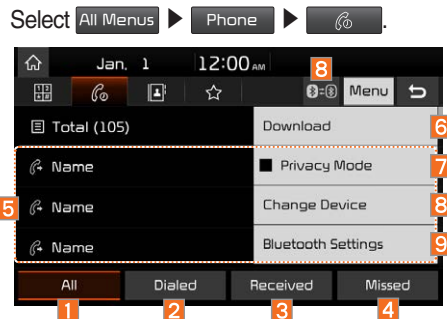 Select All Menus ▶ Phone ▶ .
Jan. 1 12:00 AM
8
Menu
Total (105)
Download 6
Name
Privacy Mode 7
5 Name
Change Device 8
Name
Bluetooth Settings 9
All Dialed Received Missed
1 2 3 4